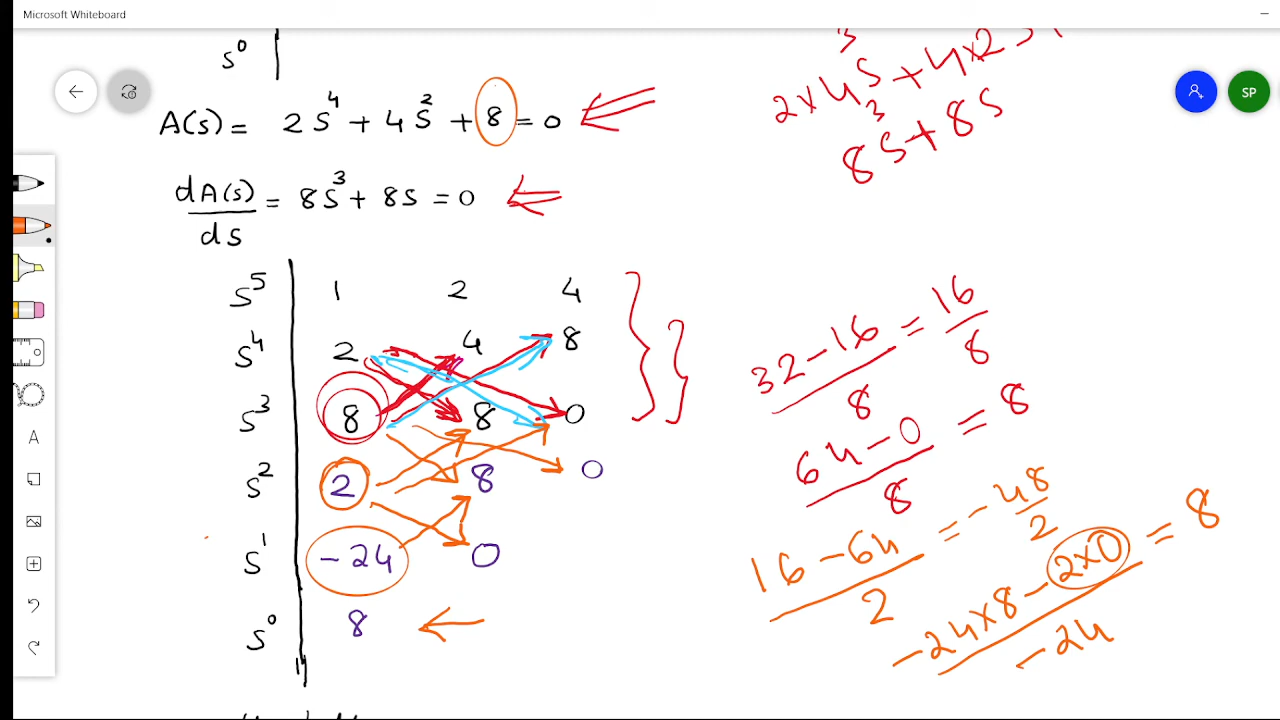 Microsoft Whiteboard
s⁰
A(s) = 2s⁴ + 4s² + 8 = 0
dA(s)/ds = 8s³ + 8s = 0
s⁵ 1 2 4
s⁴ 2 4 8
s³ 8 8 0
s² 2 8 0
s¹ -24 0
s⁰ 8
2×4s³ + 4×2s
8s³ + 8s
SP
A
(32-16)/8 = 16/8
(64-0)/8 = 8
(16-64)/2 = -48/2
(-24×8 - 2×0)/-24 = 8